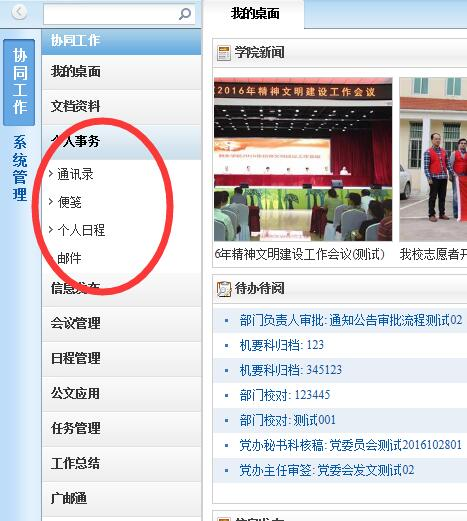 协同工作
系统管理
协同工作
我的桌面
文档资料
个人事务
通讯录
便笺
个人日程
邮件
信息发布
会议管理
日程管理
公文应用
任务管理
工作总结
广邮通
我的桌面
学院新闻
2016年精神文明建设工作会议
6年精神文明建设工作会议(测试)
我校志愿者开
待办待阅
部门负责人审批: 通知公告审批流程测试02
机要科归档: 123
机要科归档: 345123
部门校对: 123445
部门校对: 测试001
党办秘书科核稿: 党委员会测试2016102801
党办主任审签: 党委会发文测试02